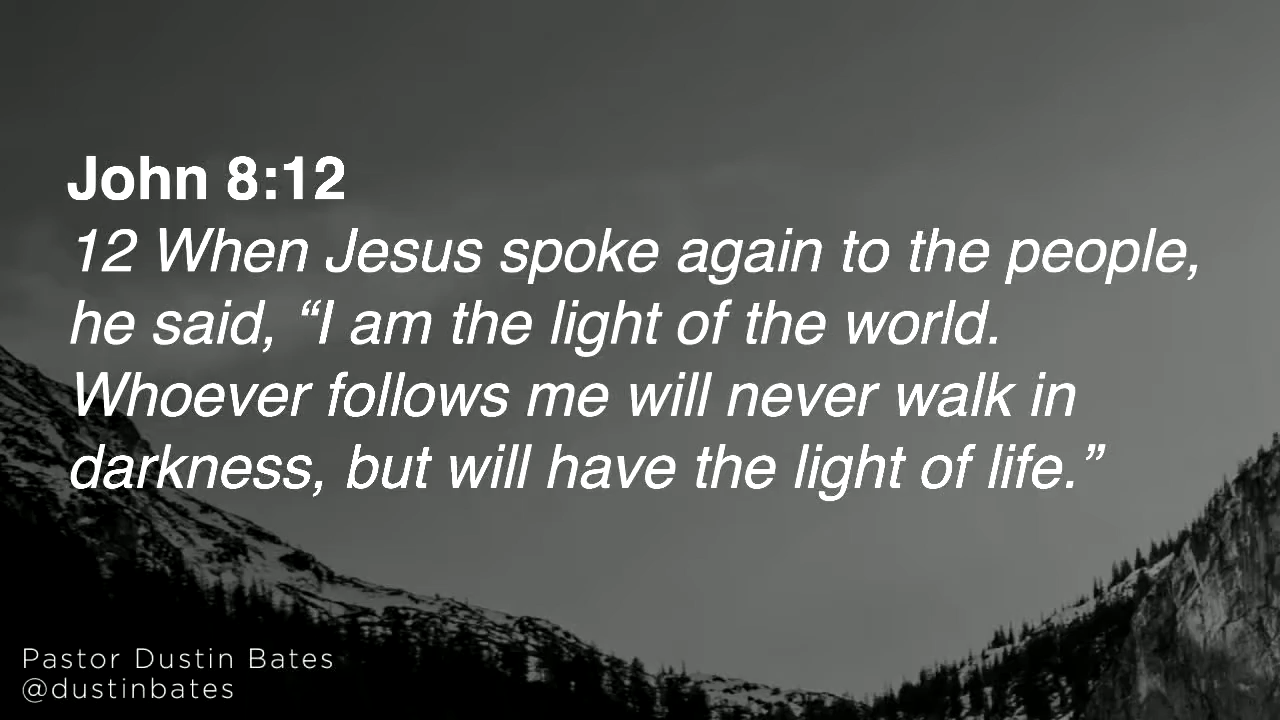 John 8:12
12 When Jesus spoke again to the people,
he said, “I am the light of the world.
Whoever follows me will never walk in
darkness, but will have the light of life.”
Pastor Dustin Bates
@dustinbates